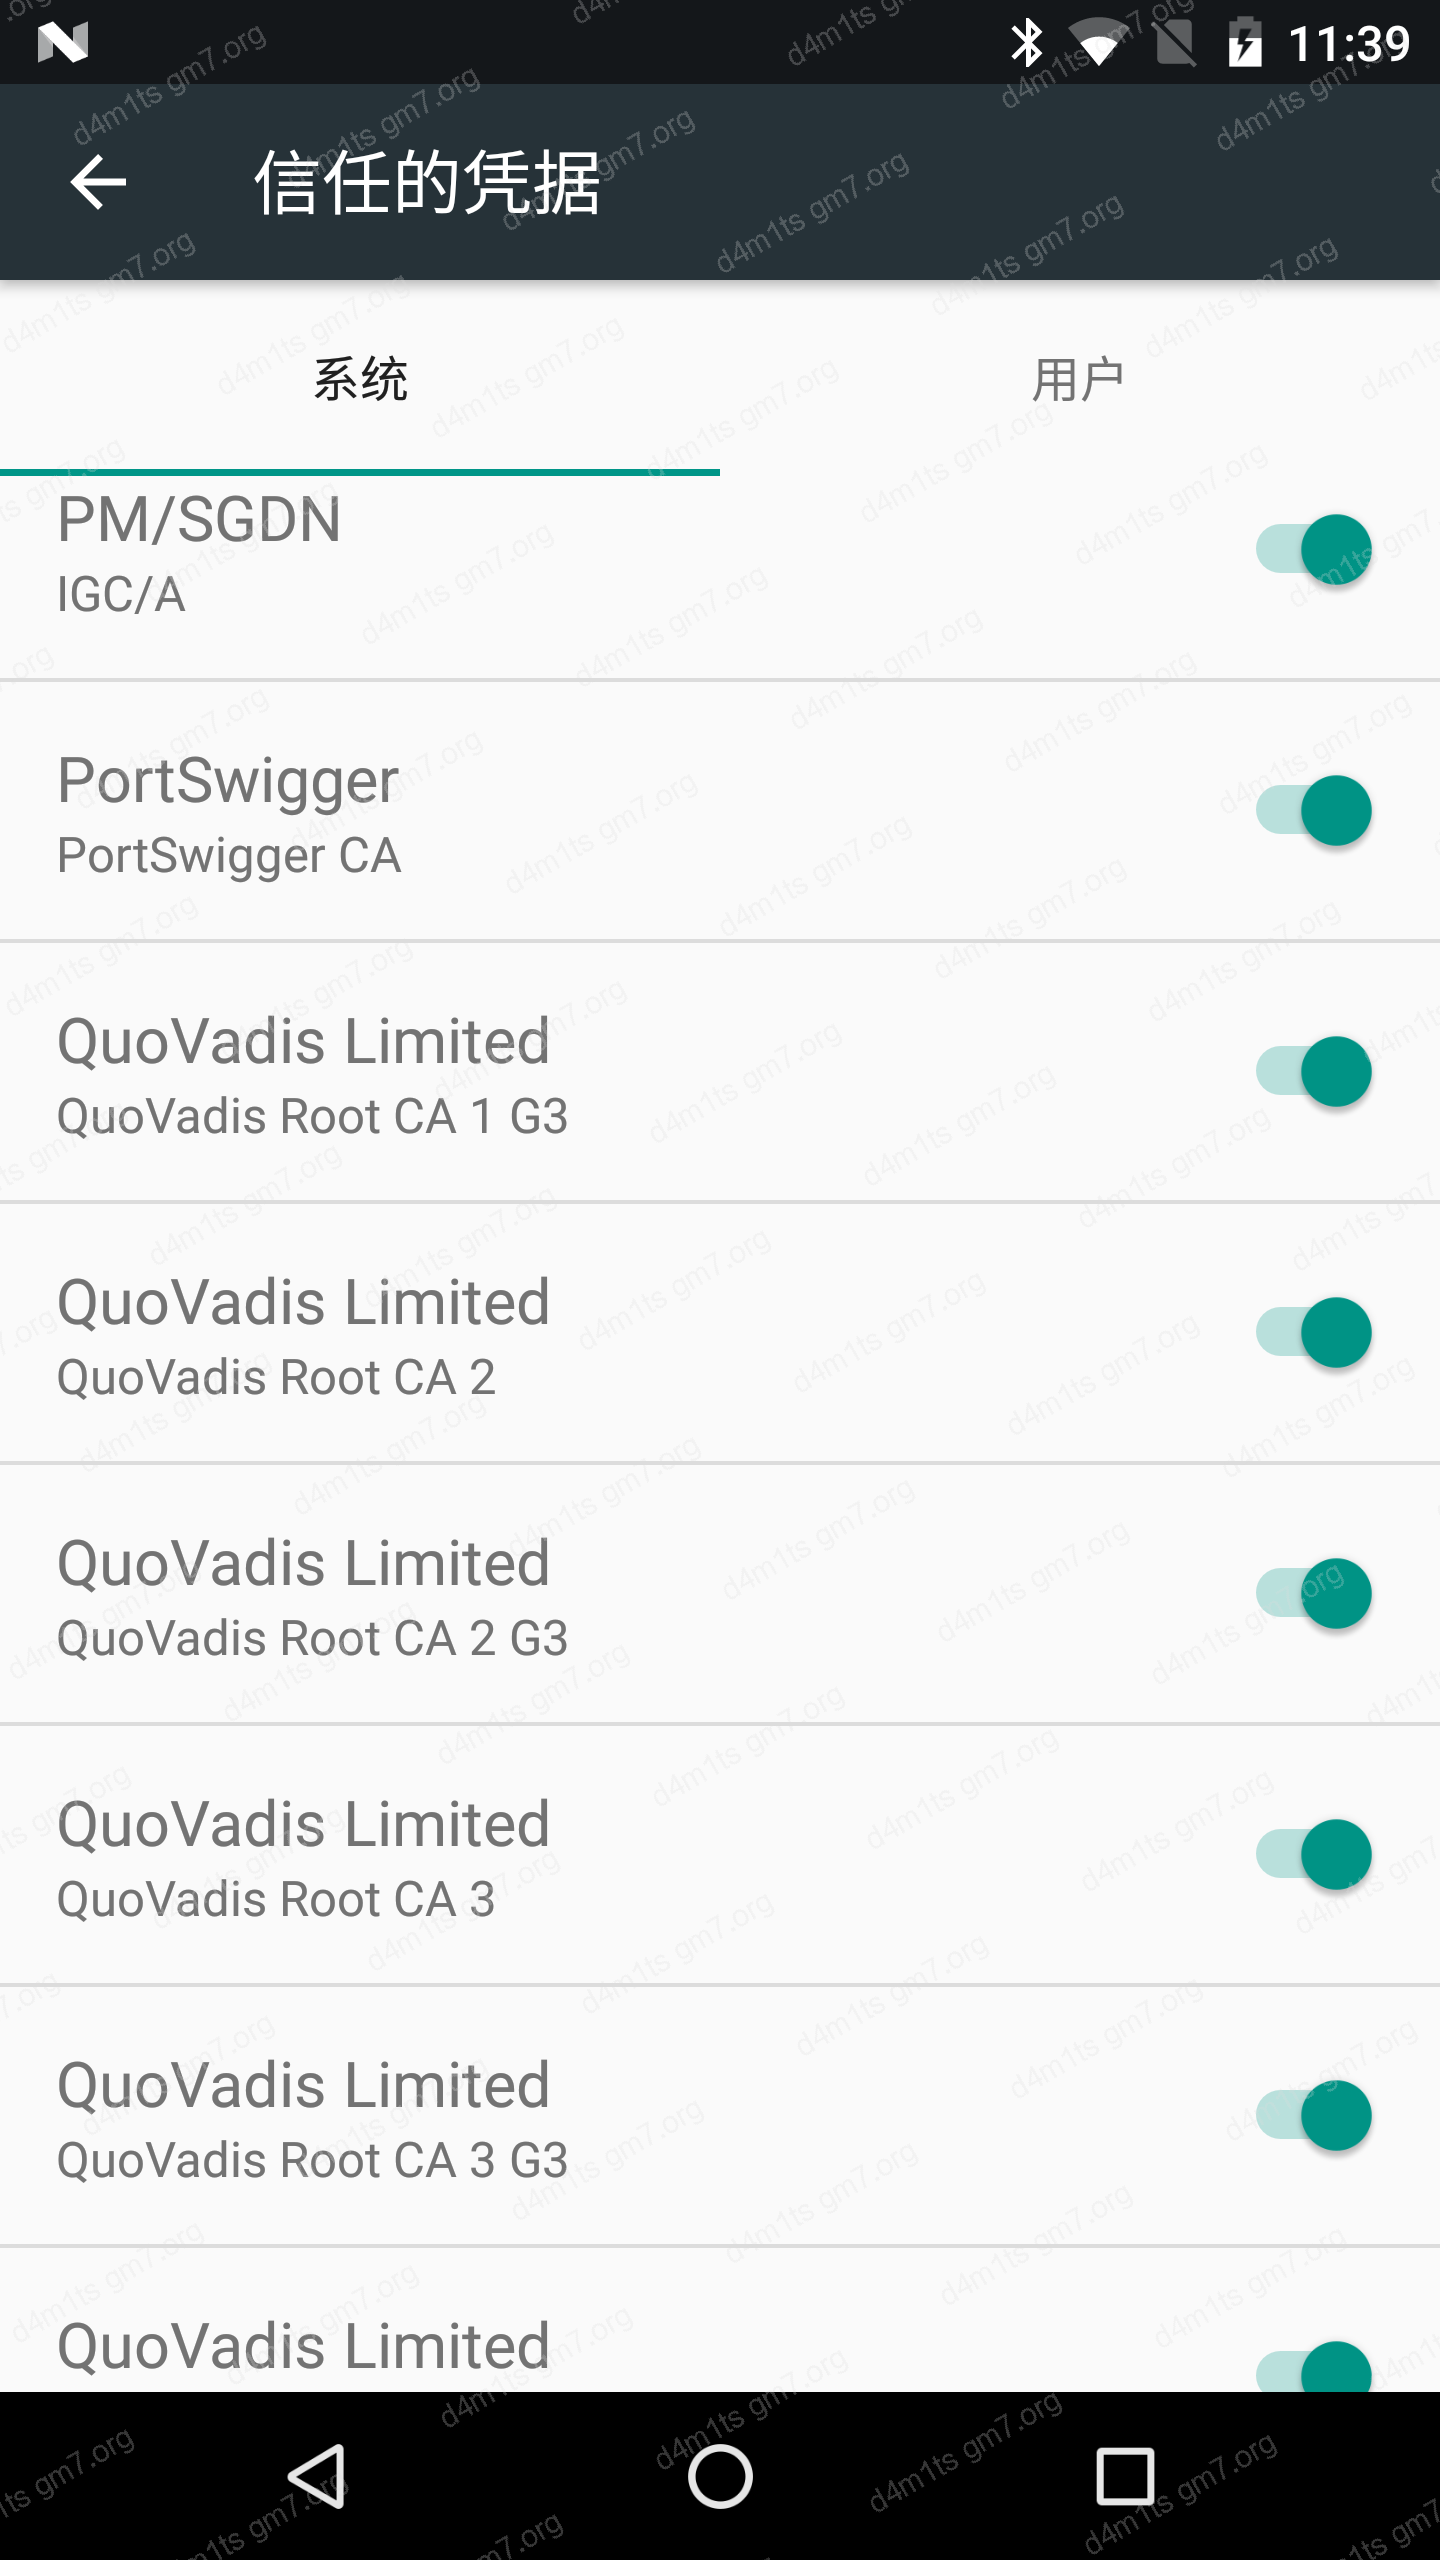 11:39
信任的凭据
系统
用户
PM/SGDN
IGC/A
PortSwigger
PortSwigger CA
QuoVadis Limited
QuoVadis Root CA 1 G3
QuoVadis Limited
QuoVadis Root CA 2
QuoVadis Limited
QuoVadis Root CA 2 G3
QuoVadis Limited
QuoVadis Root CA 3
QuoVadis Limited
QuoVadis Root CA 3 G3
QuoVadis Limited
d4m1ts gm7.org